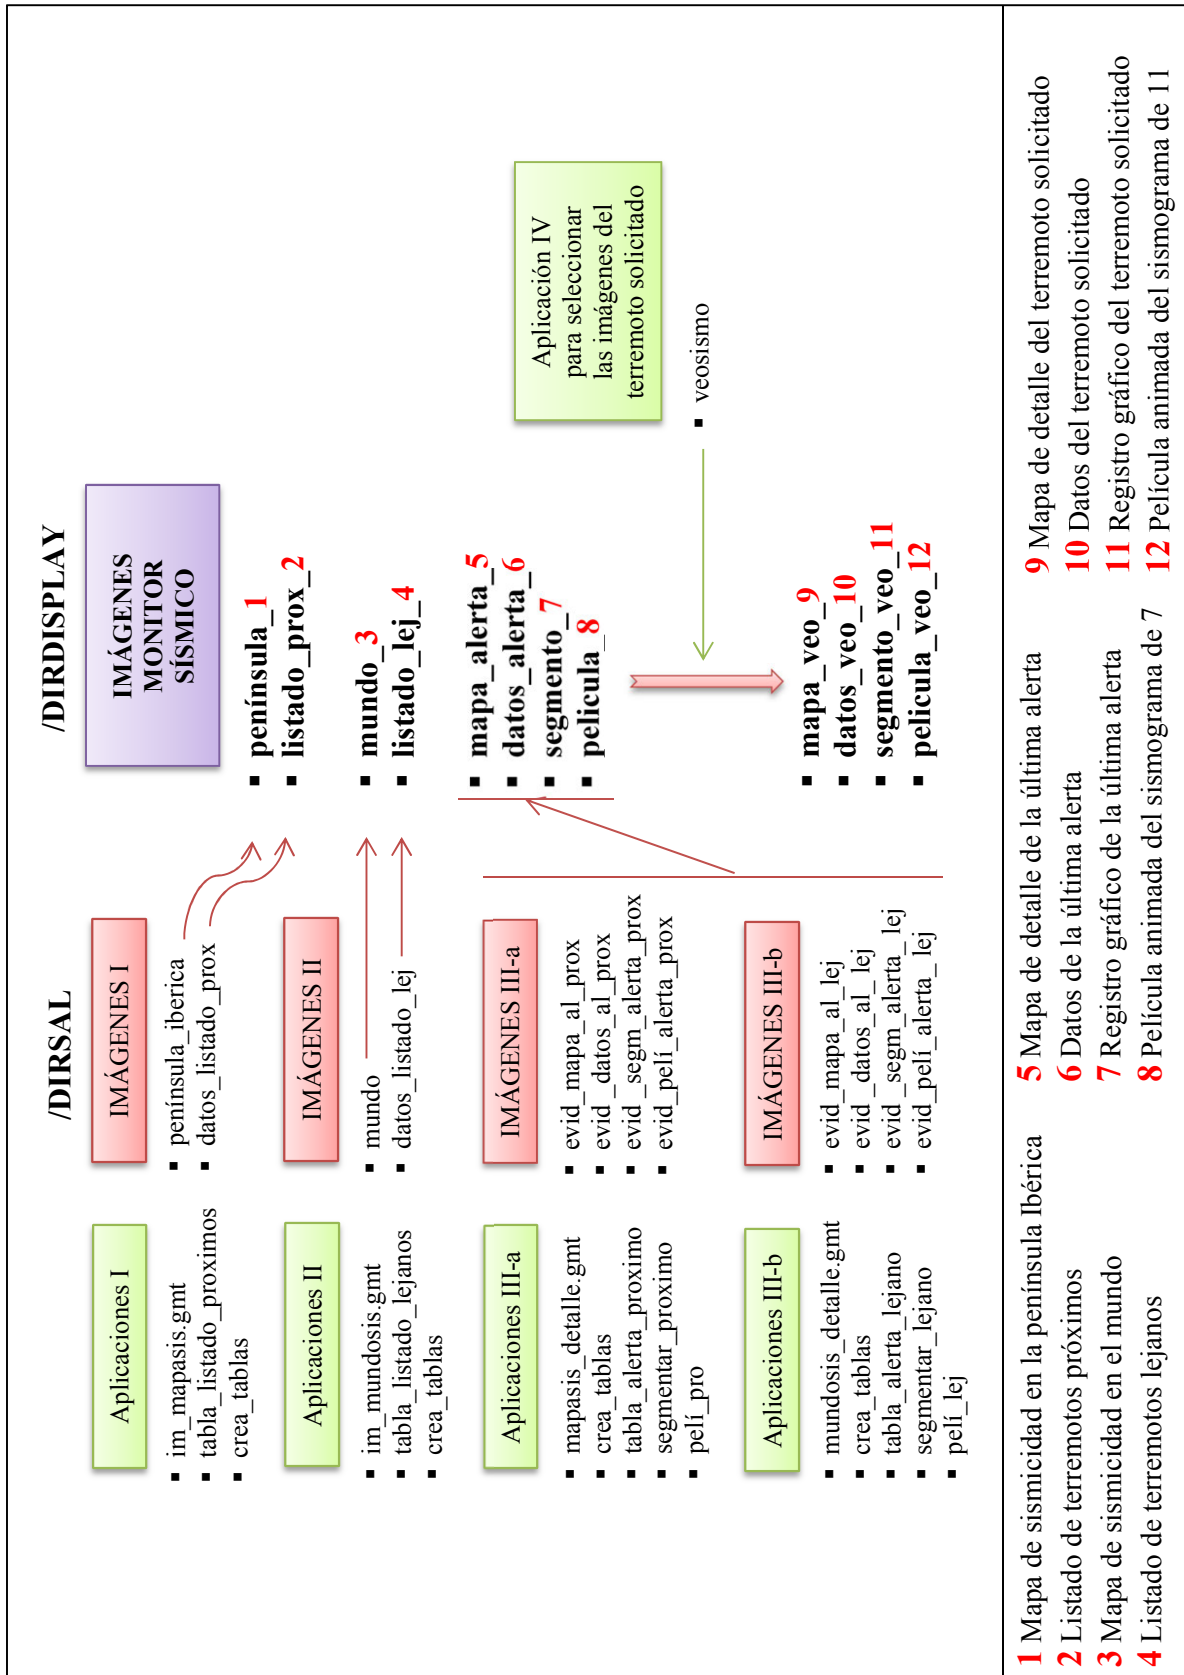 /DIRSAL
/DIRDISPLAY
Aplicaciones I
▪ im_mapasis.gmt
▪ tabla_listado_proximos
▪ crea_tablas
IMÁGENES I
▪ península_iberica
▪ datos_listado_prox
IMÁGENES
MONITOR
SÍSMICO
▪ península_1
▪ listado_prox_2
Aplicaciones II
▪ im_mundosis.gmt
▪ tabla_listado_lejanos
▪ crea_tablas
IMÁGENES II
▪ mundo
▪ datos_listado_lej
▪ mundo_3
▪ listado_lej_4
Aplicaciones III-a
▪ mapasis_detalle.gmt
▪ crea_tablas
▪ tabla_alerta_proximo
▪ segmentar_proximo
▪ pelí_pro
IMÁGENES III-a
▪ evid_mapa_al_prox
▪ evid_datos_al_prox
▪ evid_segm_alerta_prox
▪ evid_pelí_alerta_prox
▪ mapa_alerta_5
▪ datos_alerta_6
▪ segmento_7
▪ pelicula_8
Aplicación IV
para seleccionar
las imágenes del
terremoto solicitado
▪ veosismo
Aplicaciones III-b
▪ mundosis_detalle.gmt
▪ crea_tablas
▪ tabla_alerta_lejano
▪ segmentar_lejano
▪ pelí_lej
IMÁGENES III-b
▪ evid_mapa_al_lej
▪ evid_datos_al_lej
▪ evid_segm_alerta_lej
▪ evid_pelí_alerta_lej
▪ mapa_veo_9
▪ datos_veo_10
▪ segmento_veo_11
▪ pelicula_veo_12
1 Mapa de sismicidad en la península Ibérica
2 Listado de terremotos próximos
3 Mapa de sismicidad en el mundo
4 Listado de terremotos lejanos
5 Mapa de detalle de la última alerta
6 Datos de la última alerta
7 Registro gráfico de la última alerta
8 Película animada del sismograma de 7
9 Mapa de detalle del terremoto solicitado
10 Datos del terremoto solicitado
11 Registro gráfico del terremoto solicitado
12 Película animada del sismograma de 11